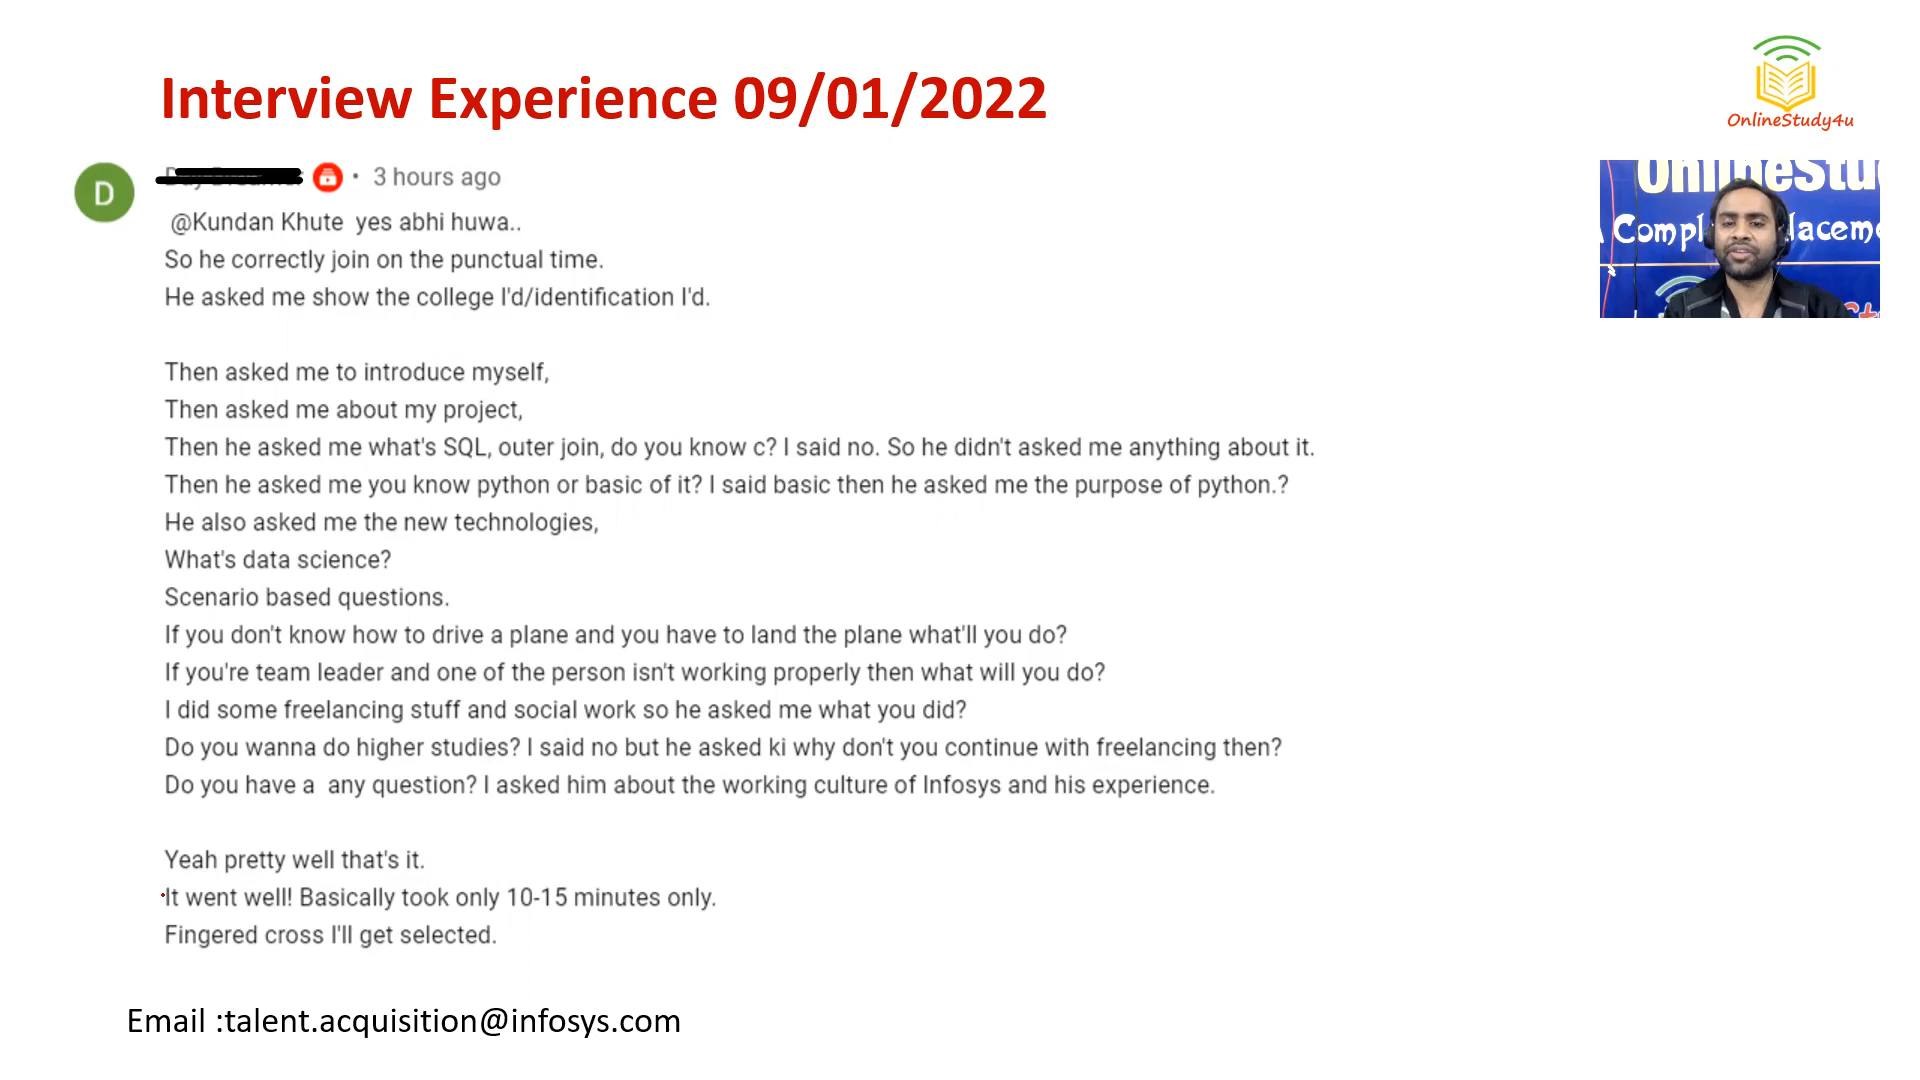 Interview Experience 09/01/2022
OnlineStudy4u
D
3 hours ago
@Kundan Khute yes abhi huwa..
So he correctly join on the punctual time.
He asked me show the college I'd/identification I'd.
Then asked me to introduce myself,
Then asked me about my project,
Then he asked me what's SQL, outer join, do you know c? I said no. So he didn't asked me anything about it.
Then he asked me you know python or basic of it? I said basic then he asked me the purpose of python.?
He also asked me the new technologies,
What's data science?
Scenario based questions.
If you don't know how to drive a plane and you have to land the plane what'll you do?
If you're team leader and one of the person isn't working properly then what will you do?
I did some freelancing stuff and social work so he asked me what you did?
Do you wanna do higher studies? I said no but he asked ki why don't you continue with freelancing then?
Do you have a any question? I asked him about the working culture of Infosys and his experience.
Yeah pretty well that's it.
It went well! Basically took only 10-15 minutes only.
Fingered cross I'll get selected.
Email :talent.acquisition@infosys.com